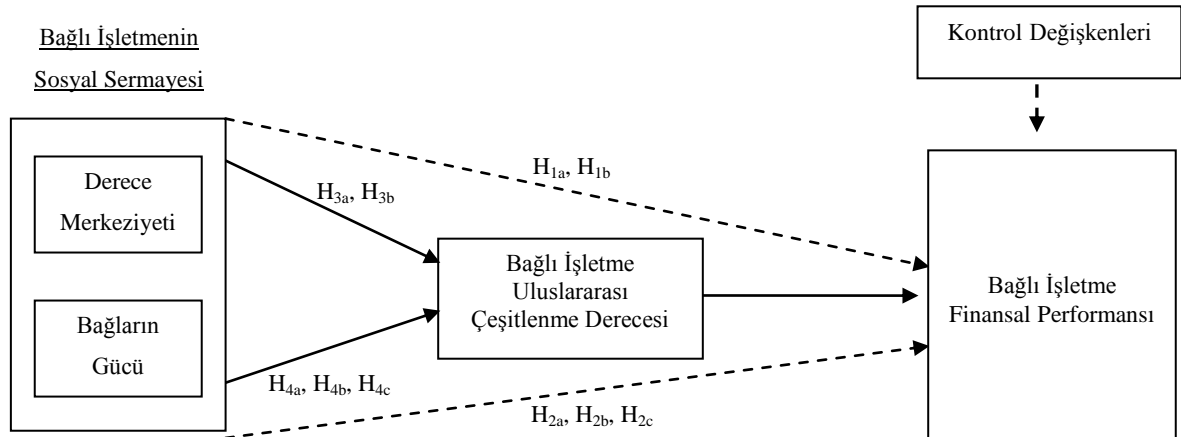 Bağlı İşletmenin
Sosyal Sermayesi
Kontrol Değişkenleri
Derece
Merkeziyeti
H3a, H3b
H1a, H1b
Bağlı İşletme
Uluslararası
Çeşitlenme Derecesi
Bağlı İşletme
Finansal Performansı
Bağların
Gücü
H4a, H4b, H4c
H2a, H2b, H2c